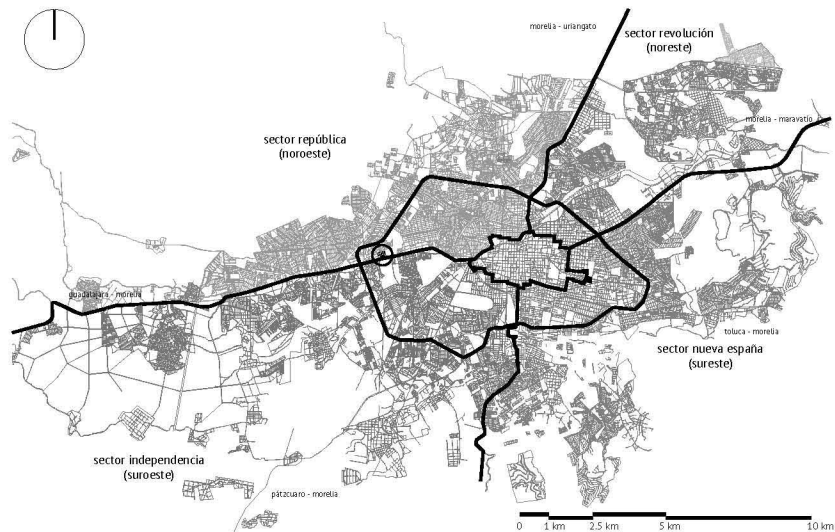 morelia - uriangato
sector revolución
(noreste)
morelia - maravatío
sector república
(noroeste)
guadalajara - morelia
toluca - morelia
sector nueva españa
(sureste)
sector independencia
(suroeste)
pátzcuaro - morelia
0 1 km 2.5 km 5 km 10 km